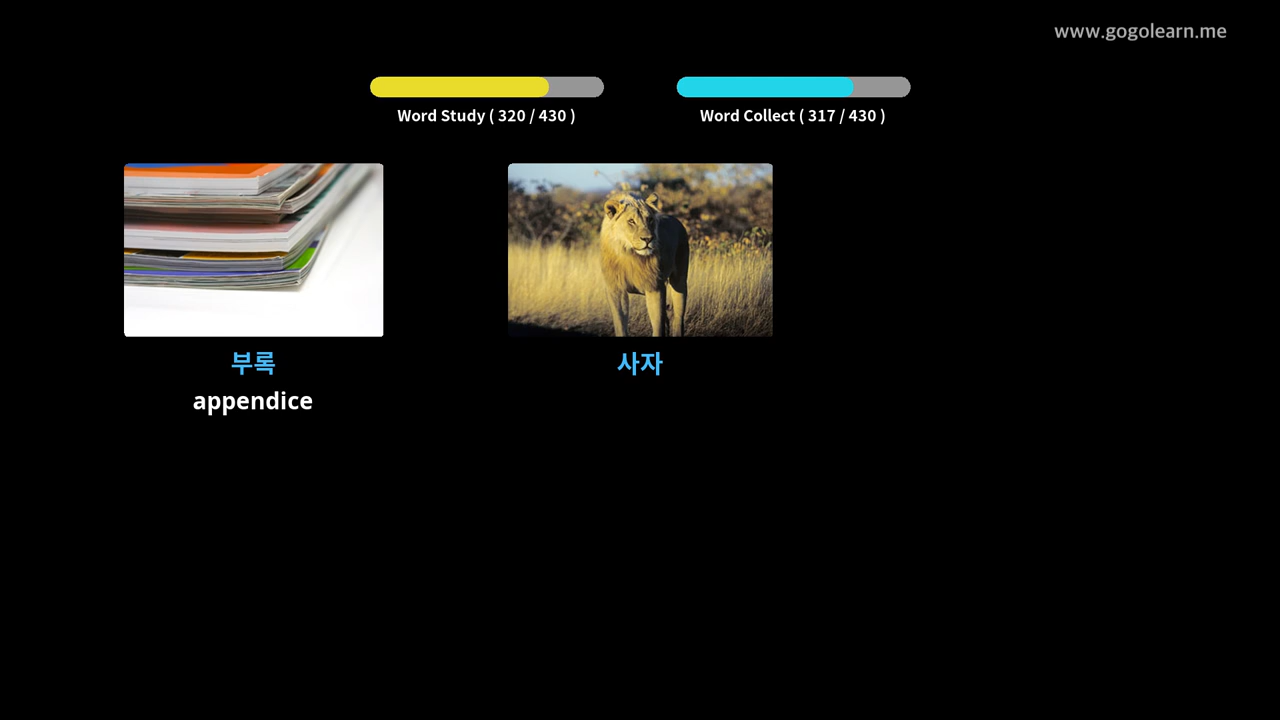 www.gogolearn.me
Word Study ( 320 / 430 )
Word Collect ( 317 / 430 )
부록
사자
appendice